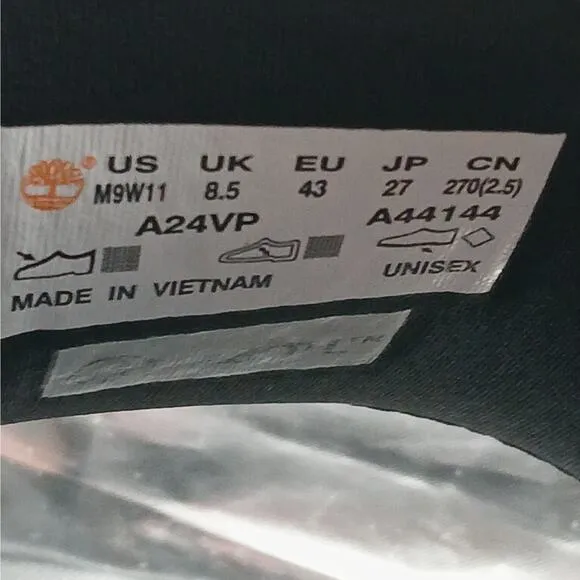 US UK EU JP CN
M9W11 8.5 43 27 270(2.5)
A24VP A44144
UNISEX
MADE IN VIETNAM